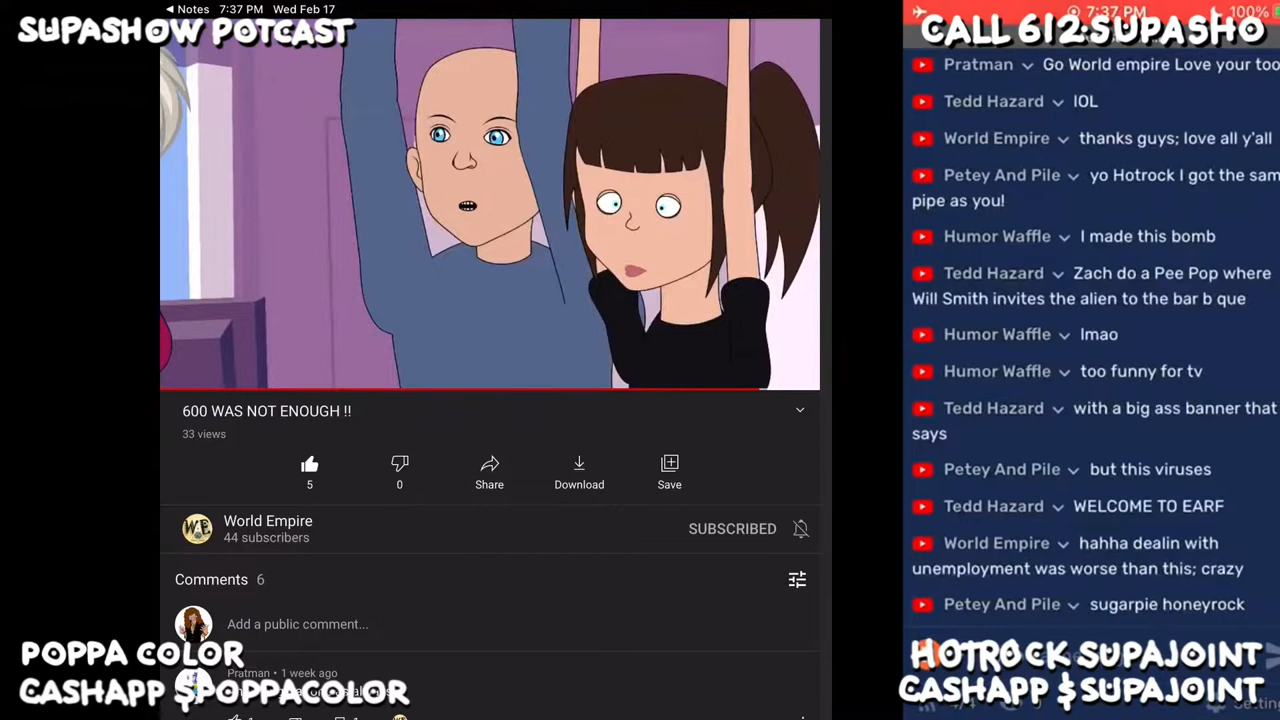 Notes 7:37 PM Wed Feb 17
SUPASHOW POTCAST
600 WAS NOT ENOUGH !!
33 views
5
0
Share
Download
Save
World Empire
44 subscribers
SUBSCRIBED
Comments 6
Add a public comment...
Pratman • 1 week ago
POPPA COLOR
CASHAPP $POPPACOLOR
7:37 PM 100%
CALL 612-SUPASHO
Pratman Go World empire Love your too
Tedd Hazard lOL
World Empire thanks guys; love all y'all
Petey And Pile yo Hotrock I got the sam
pipe as you!
Humor Waffle I made this bomb
Tedd Hazard Zach do a Pee Pop where
Will Smith invites the alien to the bar b que
Humor Waffle lmao
Humor Waffle too funny for tv
Tedd Hazard with a big ass banner that
says
Petey And Pile but this viruses
Tedd Hazard WELCOME TO EARF
World Empire hahha dealin with
unemployment was worse than this; crazy
Petey And Pile sugarpie honeyrock
HOTROCK SUPAJOINT
CASHAPP $SUPAJOINT